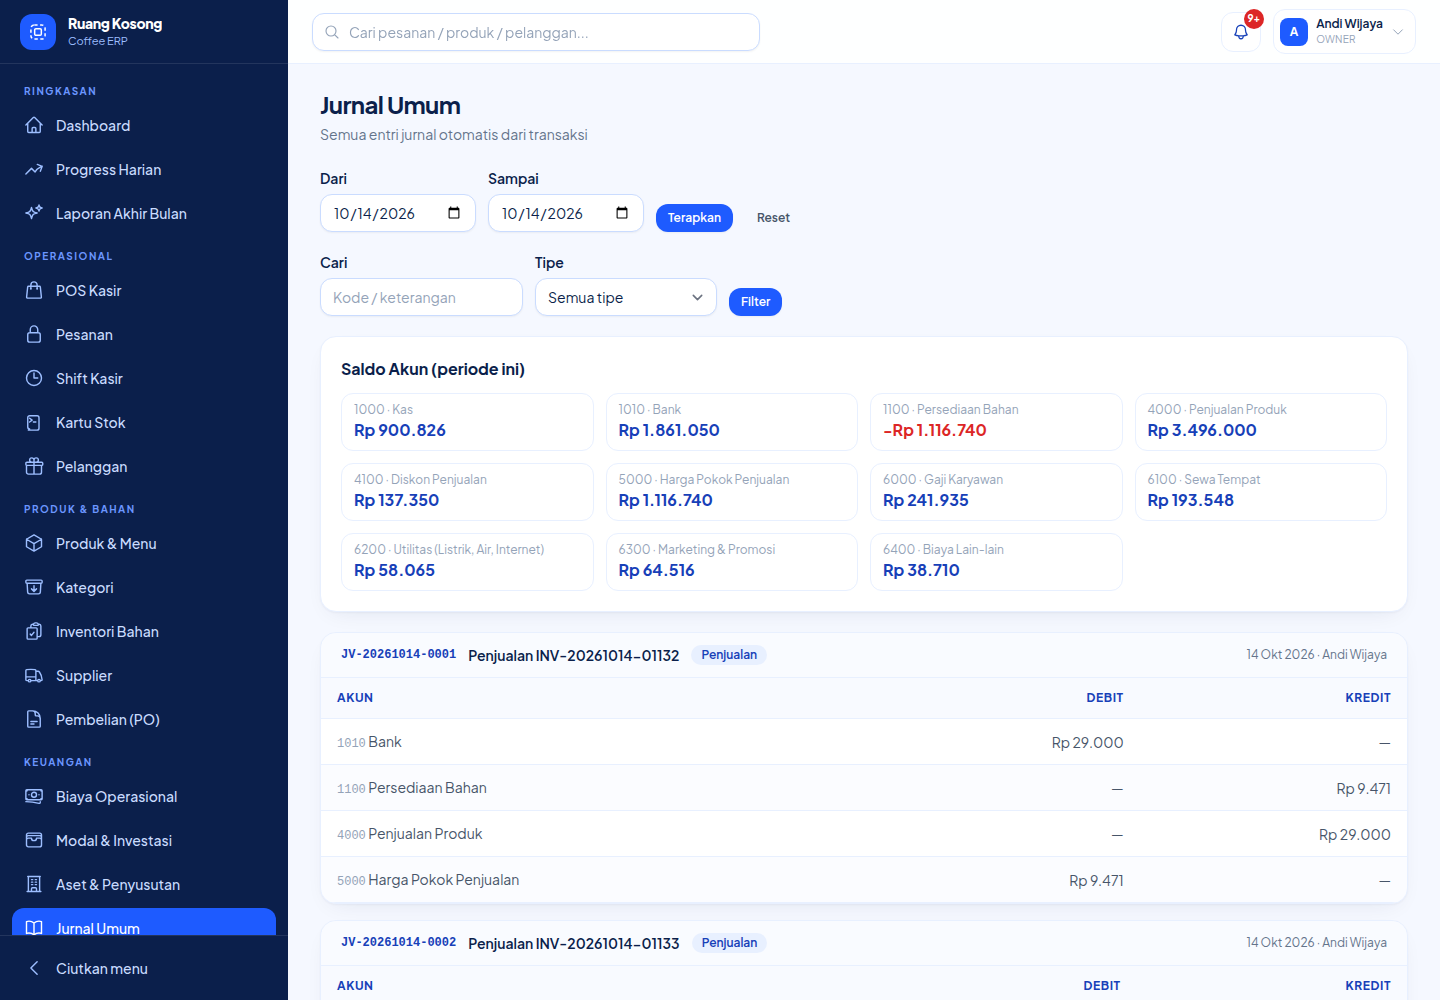 Ruang Kosong
Coffee ERP
Cari pesanan / produk / pelanggan...
9+
A
Andi Wijaya
OWNER
RINGKASAN
Dashboard
Progress Harian
Laporan Akhir Bulan
OPERASIONAL
POS Kasir
Pesanan
Shift Kasir
Kartu Stok
Pelanggan
PRODUK & BAHAN
Produk & Menu
Kategori
Inventori Bahan
Supplier
Pembelian (PO)
KEUANGAN
Biaya Operasional
Modal & Investasi
Aset & Penyusutan
Jurnal Umum
Ciutkan menu
Jurnal Umum
Semua entri jurnal otomatis dari transaksi
Dari
Sampai
10/14/2026
10/14/2026
Terapkan
Reset
Cari
Tipe
Kode / keterangan
Semua tipe
Filter
Saldo Akun (periode ini)
1000 · Kas
Rp 900.826
1010 · Bank
Rp 1.861.050
1100 · Persediaan Bahan
-Rp 1.116.740
4000 · Penjualan Produk
Rp 3.496.000
4100 · Diskon Penjualan
Rp 137.350
5000 · Harga Pokok Penjualan
Rp 1.116.740
6000 · Gaji Karyawan
Rp 241.935
6100 · Sewa Tempat
Rp 193.548
6200 · Utilitas (Listrik, Air, Internet)
Rp 58.065
6300 · Marketing & Promosi
Rp 64.516
6400 · Biaya Lain-lain
Rp 38.710
JV-20261014-0001 Penjualan INV-20261014-01132 Penjualan 14 Okt 2026 · Andi Wijaya
AKUN DEBIT KREDIT
1010 Bank Rp 29.000 —
1100 Persediaan Bahan — Rp 9.471
4000 Penjualan Produk — Rp 29.000
5000 Harga Pokok Penjualan Rp 9.471 —
JV-20261014-0002 Penjualan INV-20261014-01133 Penjualan 14 Okt 2026 · Andi Wijaya
AKUN DEBIT KREDIT